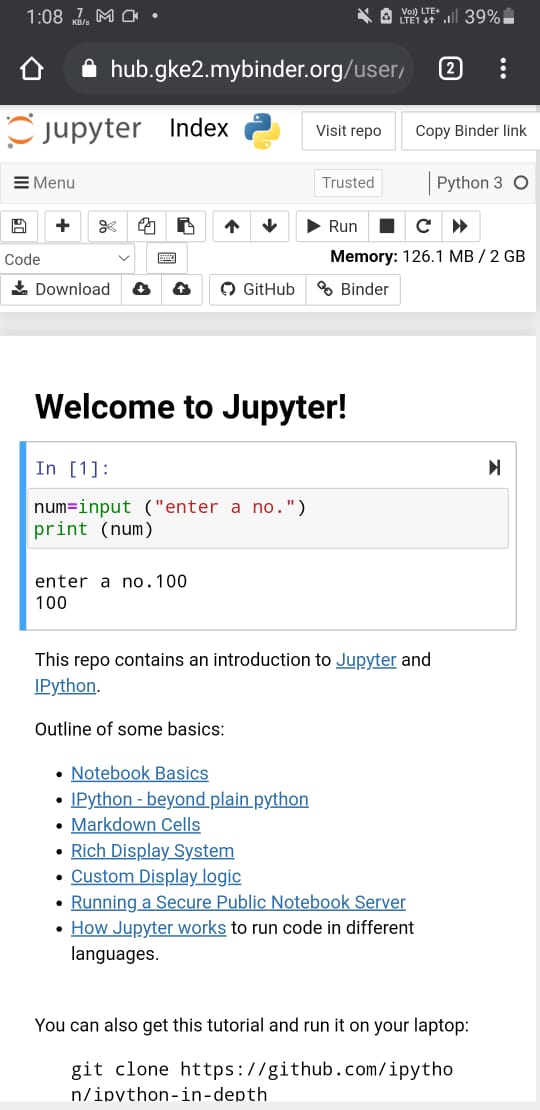 1:08 7 KB/s Vo) LTE+ LTE1 39%
hub.gke2.mybinder.org/user/ 2
jupyter Index Visit repo Copy Binder link
Menu Trusted Python 3
Run
Code Memory: 126.1 MB / 2 GB
Download GitHub Binder
Welcome to Jupyter!
In [1]:
num=input ("enter a no.")
print (num)
enter a no.100
100
This repo contains an introduction to Jupyter and
IPython.
Outline of some basics:
• Notebook Basics
• IPython - beyond plain python
• Markdown Cells
• Rich Display System
• Custom Display logic
• Running a Secure Public Notebook Server
• How Jupyter works to run code in different
languages.
You can also get this tutorial and run it on your laptop:
git clone https://github.com/ipytho
n/ipython-in-depth